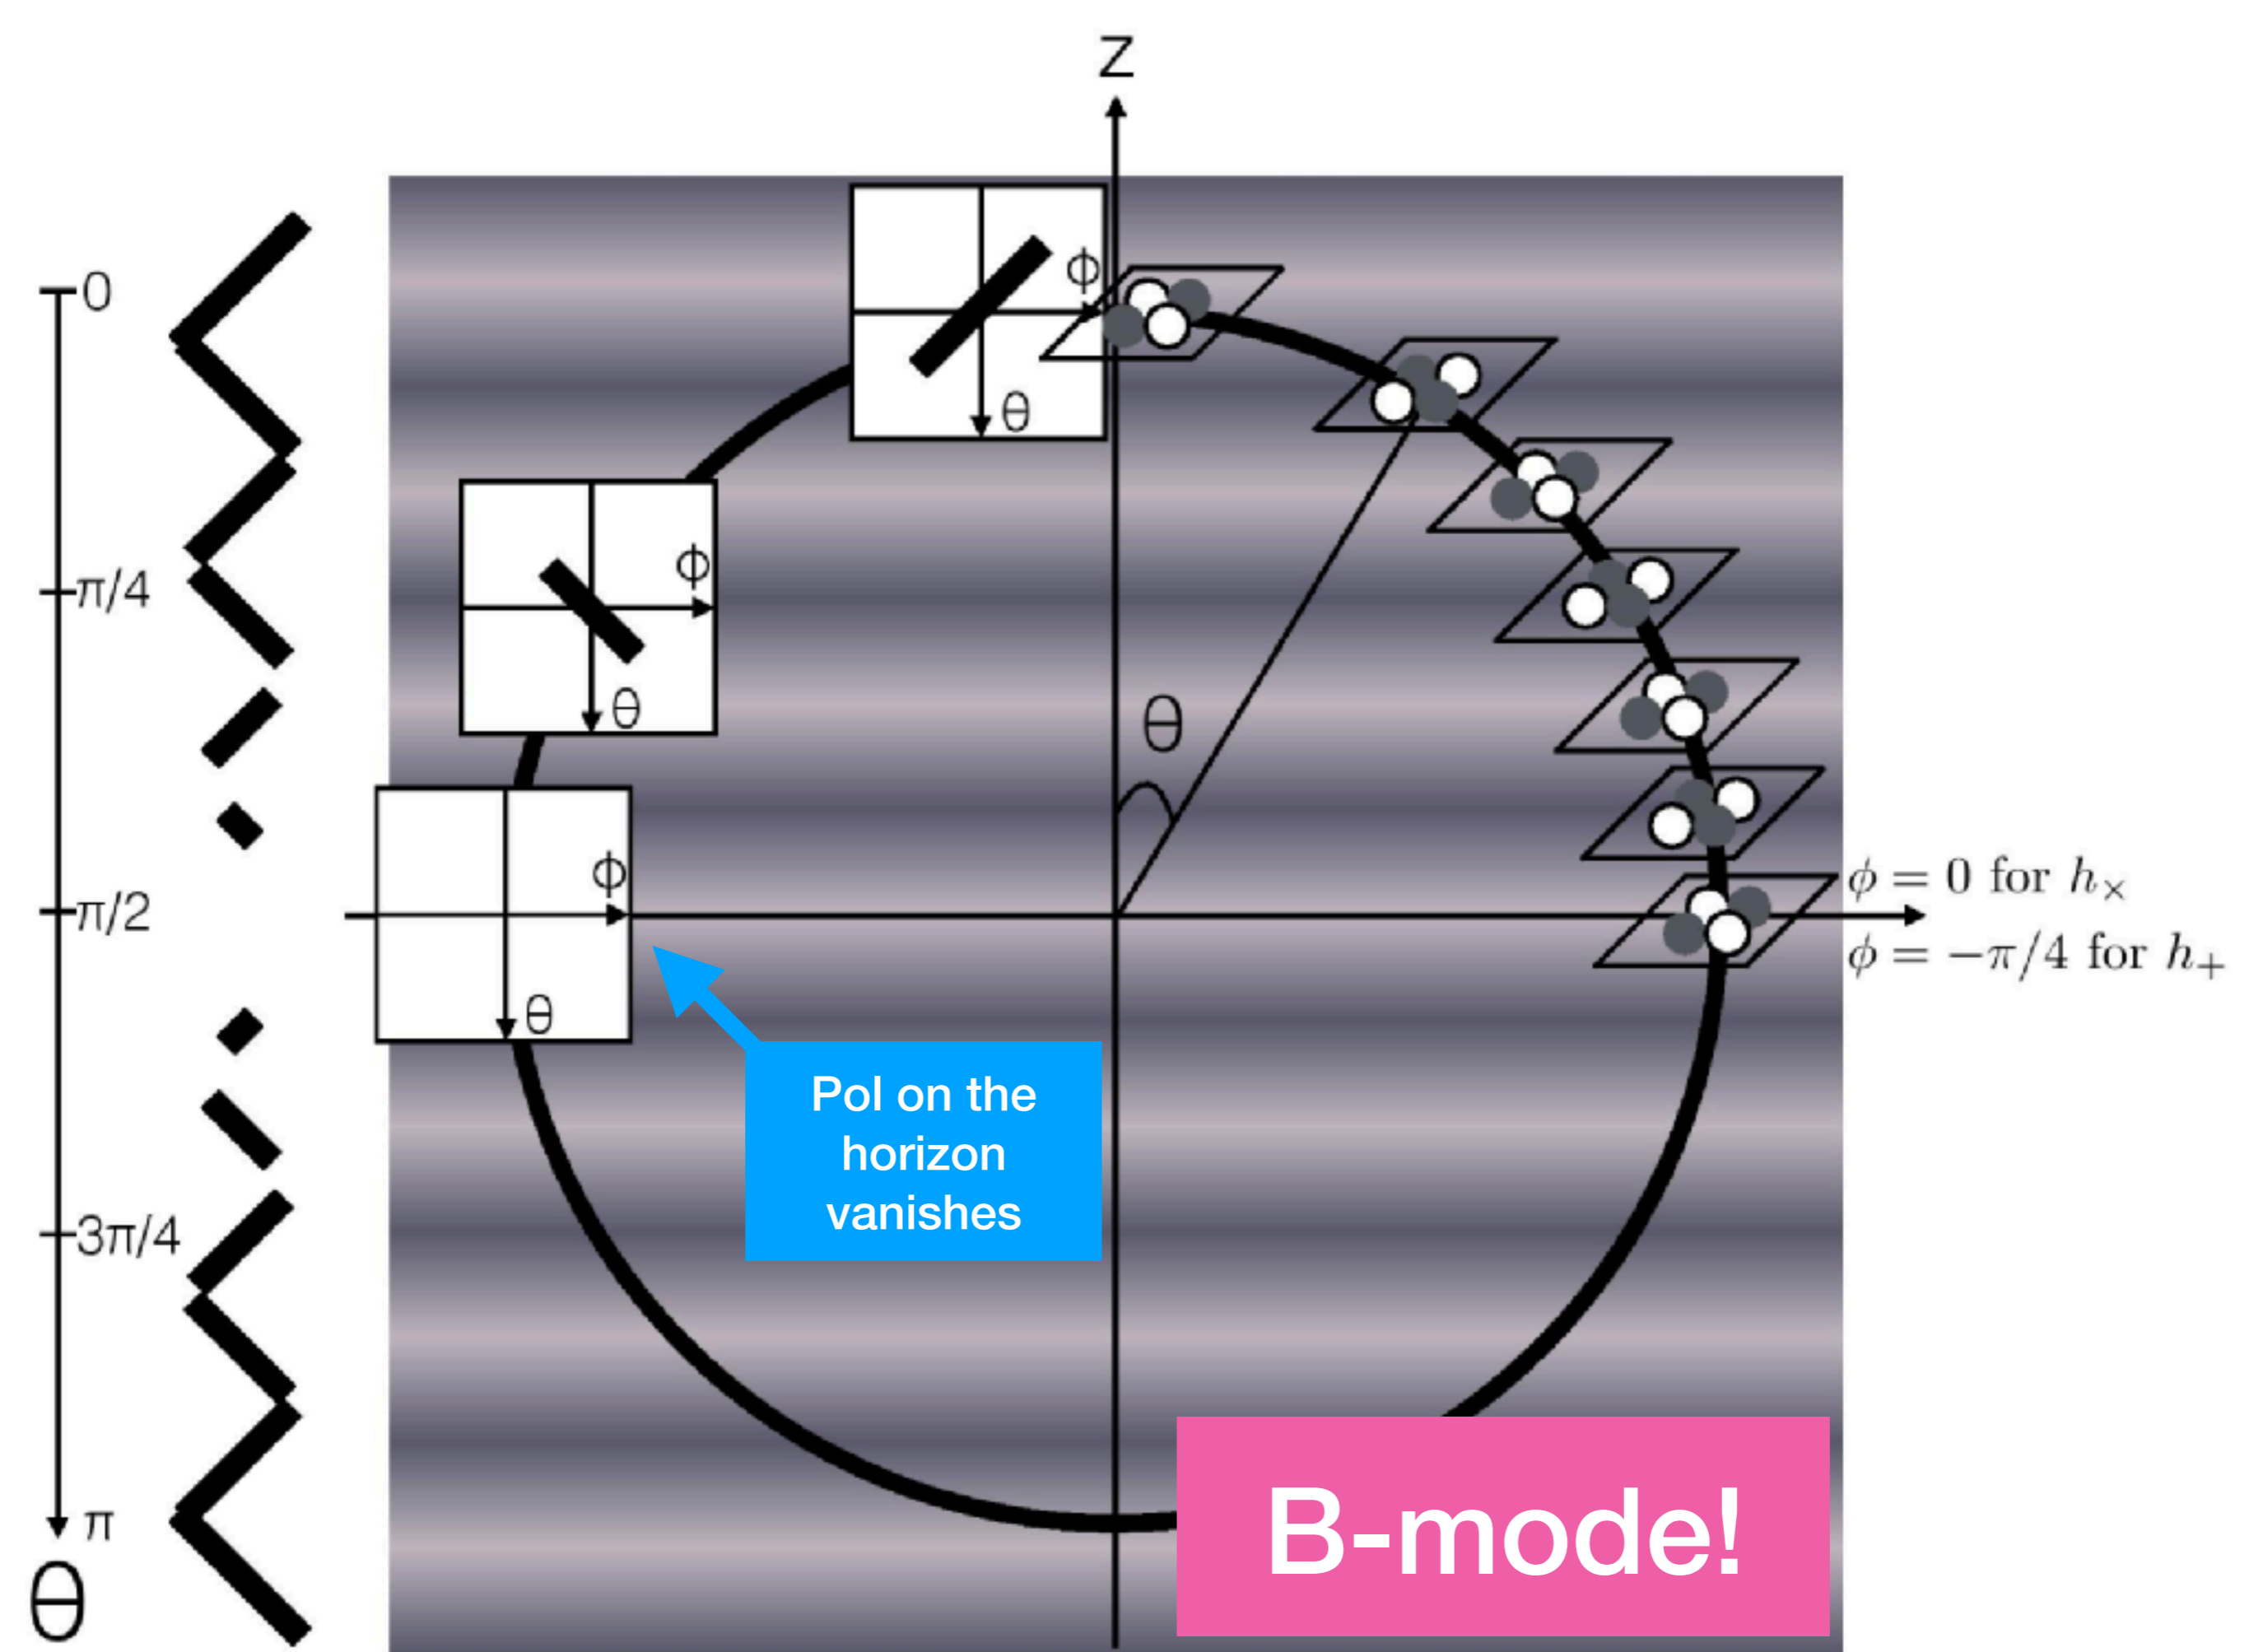 Z
0
π/4
π/2
3π/4
π
θ
ϕ
θ
ϕ
θ
ϕ
θ
θ
ϕ = 0 for h×
ϕ = −π/4 for h+
Pol on the
horizon
vanishes
B-mode!